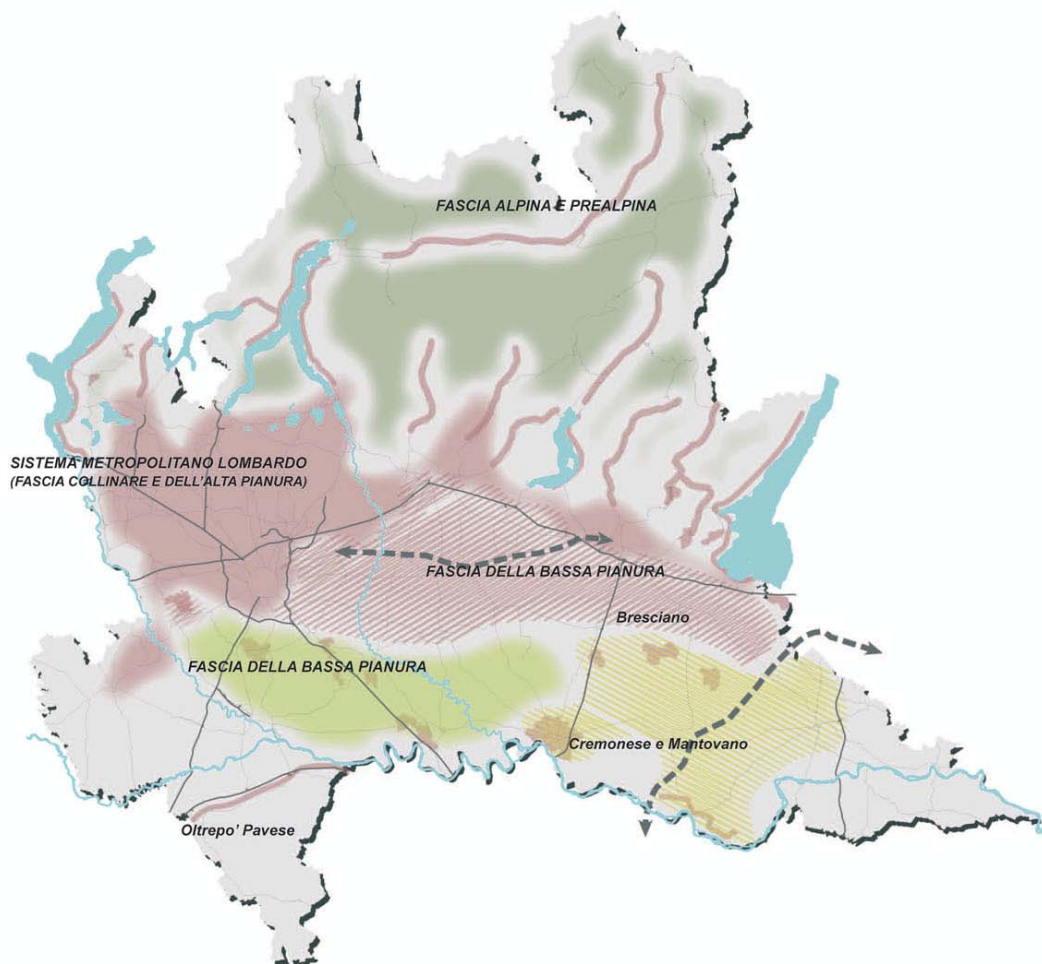 FASCIA ALPINA E PREALPINA
SISTEMA METROPOLITANO LOMBARDO
(FASCIA COLLINARE E DELL'ALTA PIANURA)
FASCIA DELLA BASSA PIANURA
Bresciano
FASCIA DELLA BASSA PIANURA
Cremonese e Mantovano
Oltrepo' Pavese